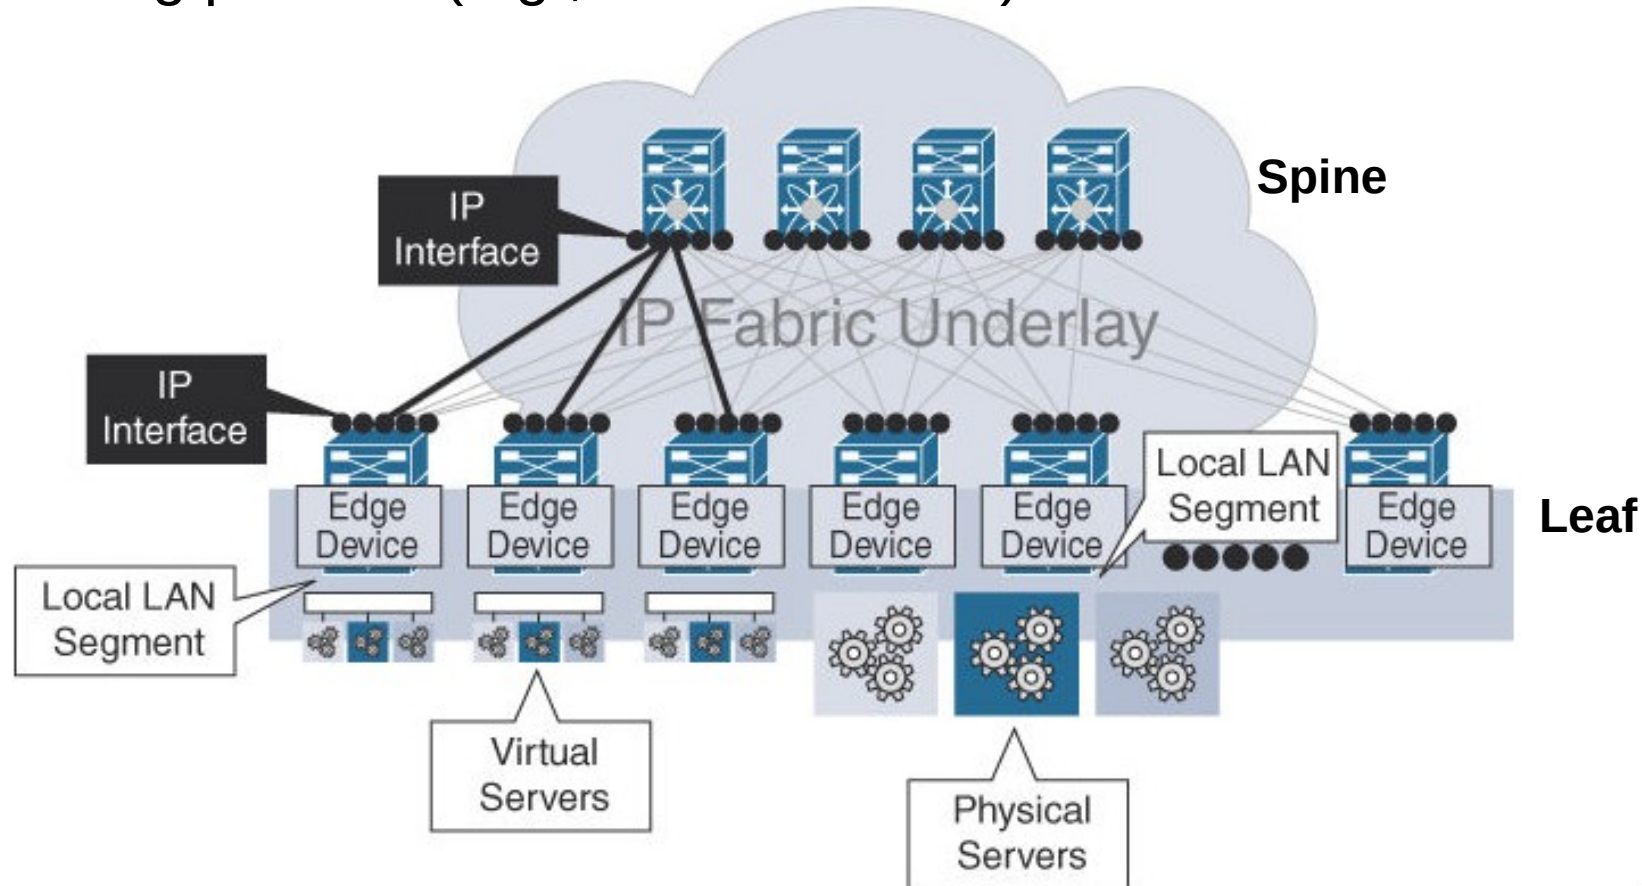 Spine
IP
Interface
IP Fabric Underlay
IP
Interface
Local LAN
Segment
Edge
Device
Edge
Device
Edge
Device
Edge
Device
Edge
Device
Edge
Device
Leaf
Local LAN
Segment
Virtual
Servers
Physical
Servers